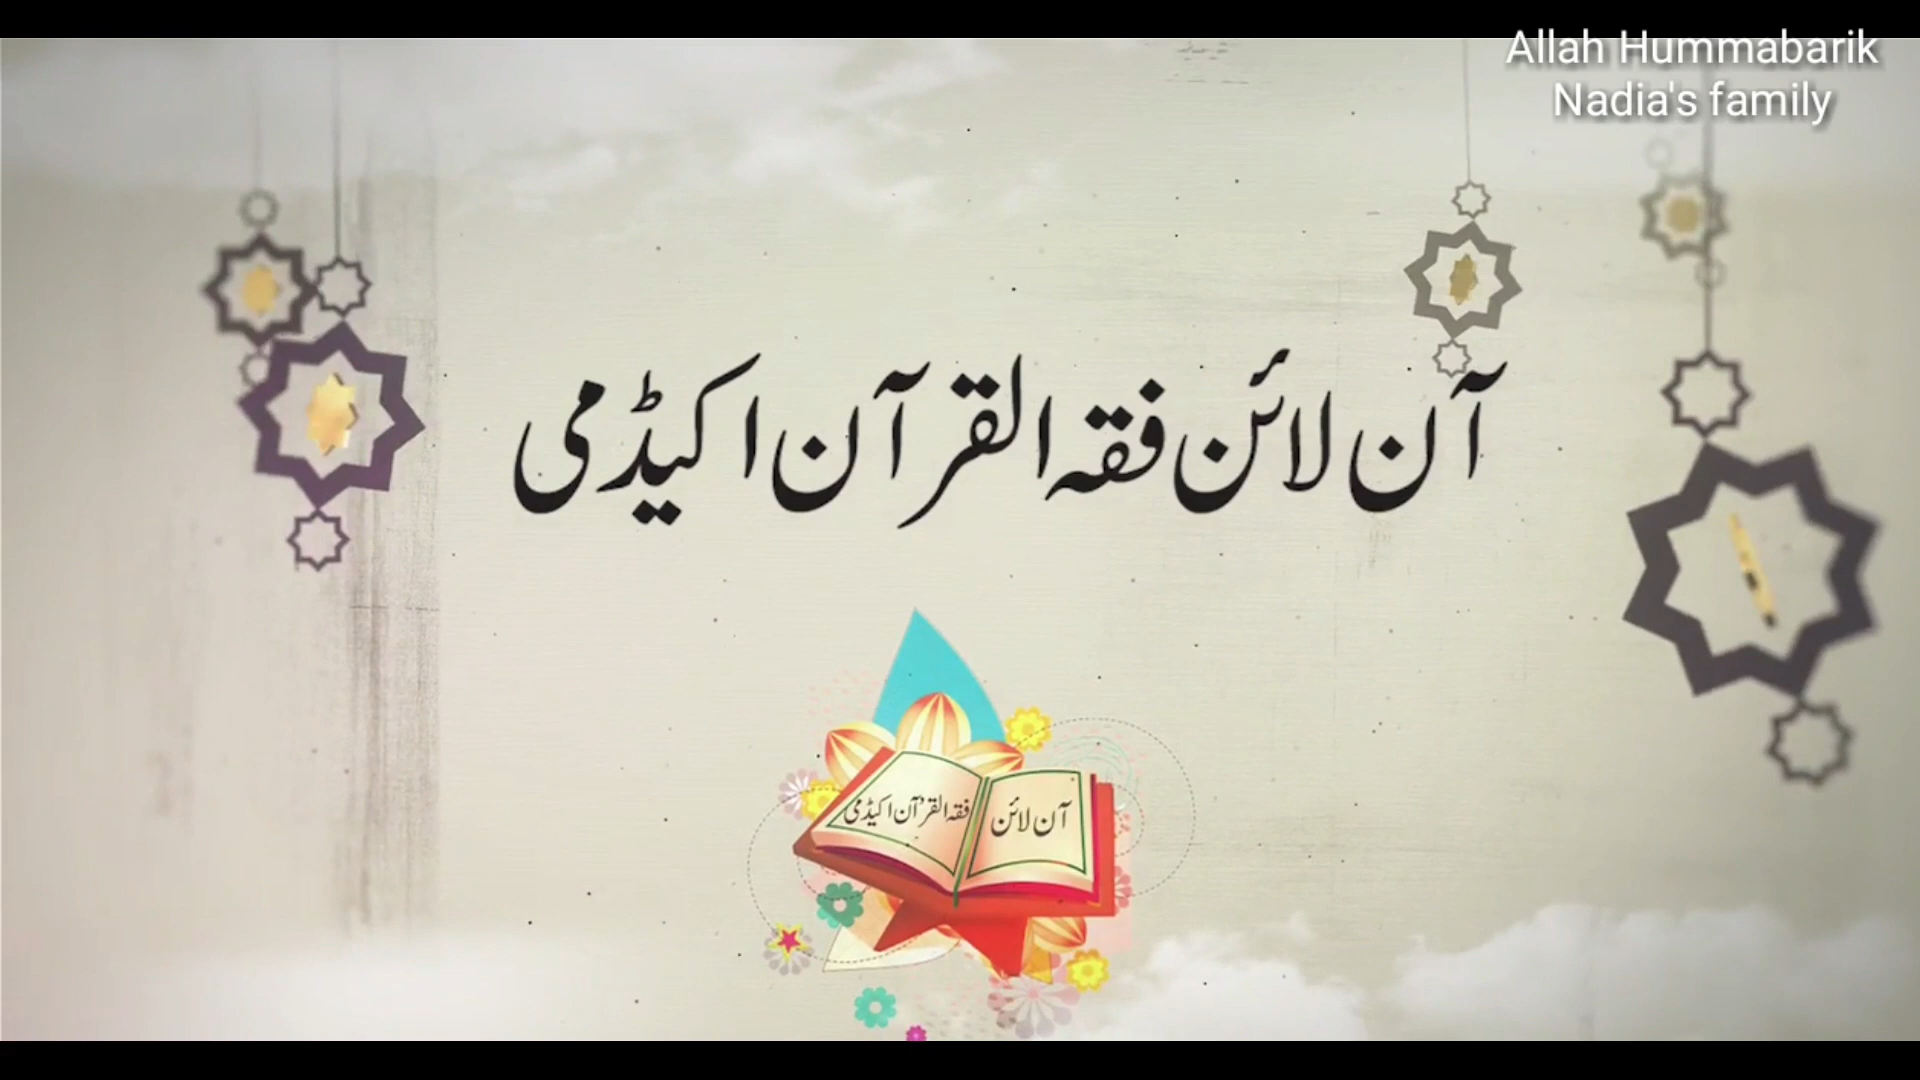 Allah Hummabarik
Nadia's family
آن لائن فقہ القرآن اکیڈمی
آن لائن
فقہ القرآن اکیڈمی